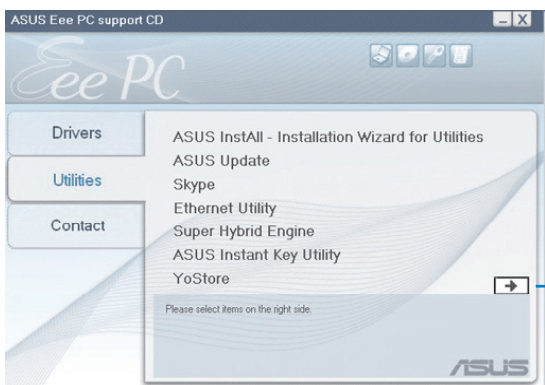 ASUS Eee PC support CD
Eee PC
Drivers
Utilities
Contact
ASUS InstAll - Installation Wizard for Utilities
ASUS Update
Skype
Ethernet Utility
Super Hybrid Engine
ASUS Instant Key Utility
YoStore
Please select items on the right side.
ASUS